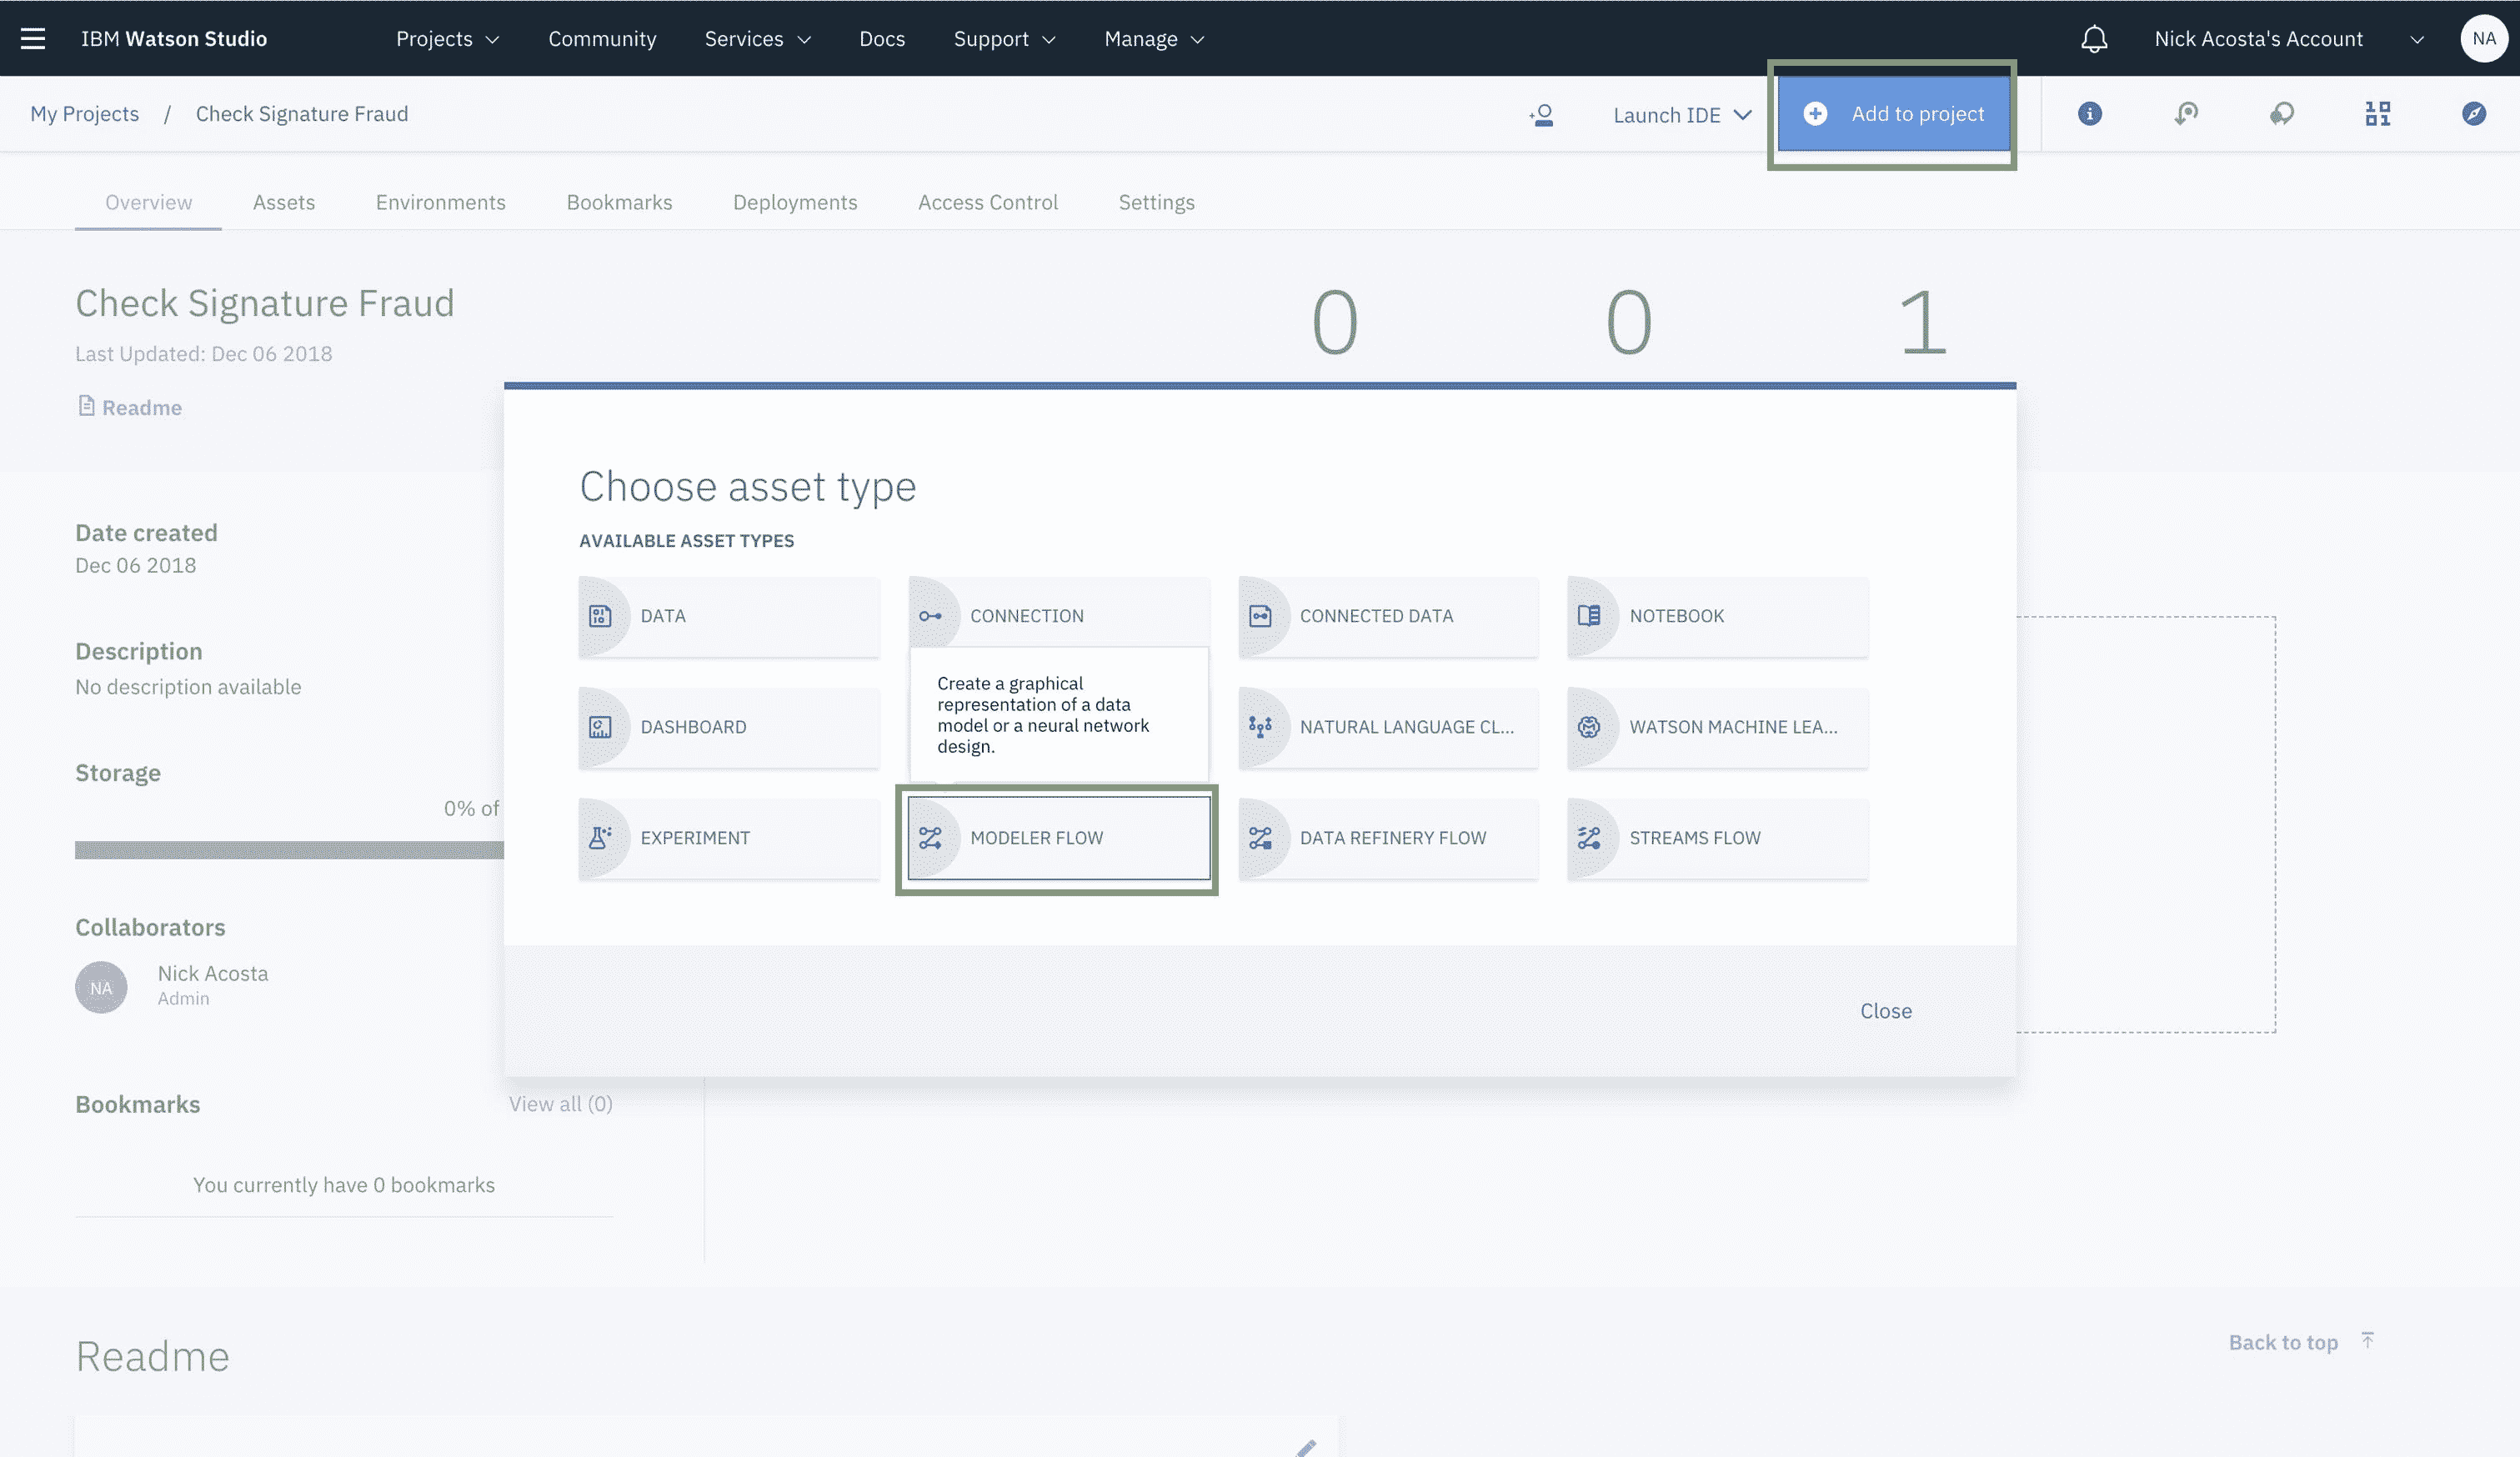 IBM Watson Studio Projects Community Services Docs Support Manage Nick Acosta's Account NA
My Projects / Check Signature Fraud Launch IDE Add to project
Overview Assets Environments Bookmarks Deployments Access Control Settings
Check Signature Fraud 0 0 1
Last Updated: Dec 06 2018
Readme
Choose asset type
AVAILABLE ASSET TYPES
DATA CONNECTION CONNECTED DATA NOTEBOOK
Create a graphical
representation of a data
model or a neural network
design.
DASHBOARD NATURAL LANGUAGE CL... WATSON MACHINE LEA...
EXPERIMENT MODELER FLOW DATA REFINERY FLOW STREAMS FLOW
Close
Date created
Dec 06 2018
Description
No description available
Storage
0% of
Collaborators
NA Nick Acosta
Admin
Bookmarks View all (0)
You currently have 0 bookmarks
Readme Back to top